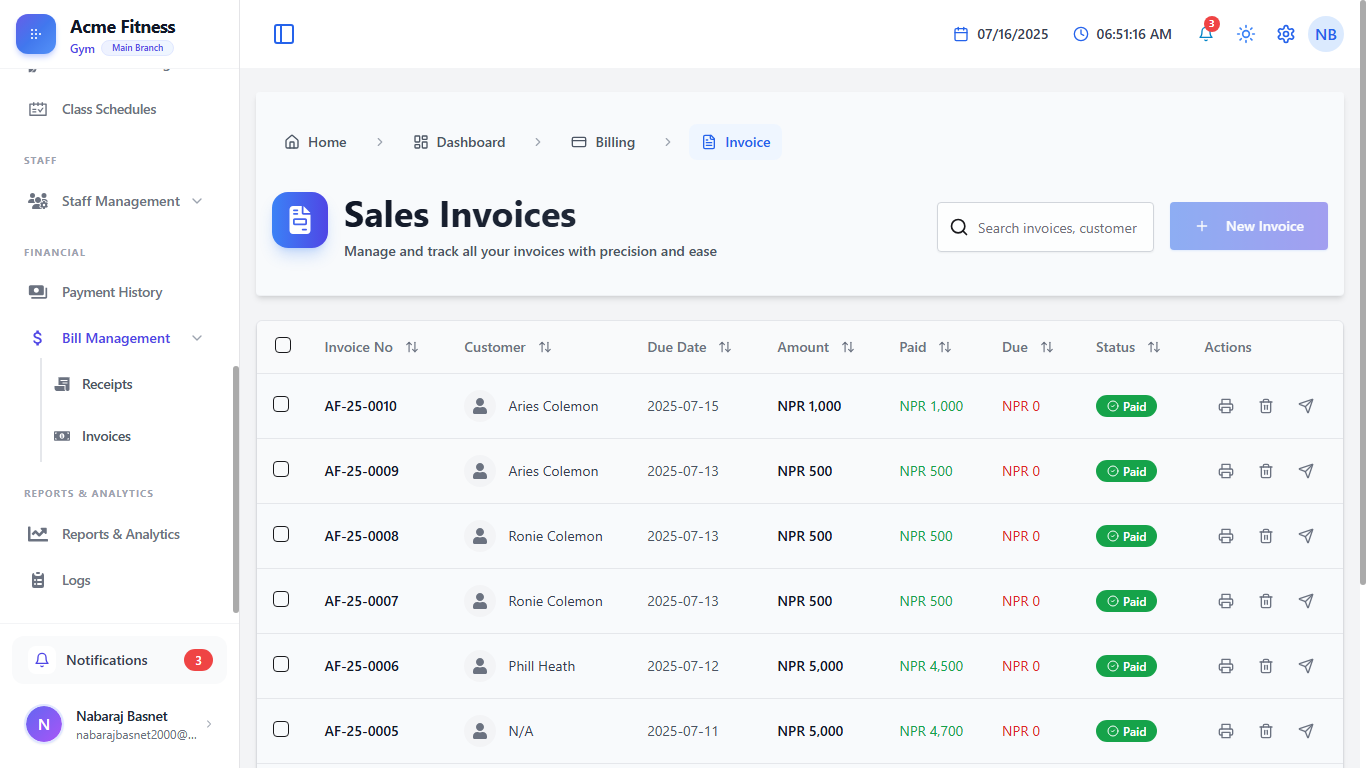 Acme Fitness
Gym Main Branch
Class Schedules
STAFF
Staff Management
FINANCIAL
Payment History
Bill Management
Receipts
Invoices
REPORTS & ANALYTICS
Reports & Analytics
Logs
Notifications 3
N Nabaraj Basnet
nabarajbasnet2000@...
07/16/2025 06:51:16 AM 3 NB
Home Dashboard Billing Invoice
Sales Invoices
Manage and track all your invoices with precision and ease
Search invoices, customer
+ New Invoice
Invoice No Customer Due Date Amount Paid Due Status Actions
AF-25-0010 Aries Colemon 2025-07-15 NPR 1,000 NPR 1,000 NPR 0 Paid
AF-25-0009 Aries Colemon 2025-07-13 NPR 500 NPR 500 NPR 0 Paid
AF-25-0008 Ronie Colemon 2025-07-13 NPR 500 NPR 500 NPR 0 Paid
AF-25-0007 Ronie Colemon 2025-07-13 NPR 500 NPR 500 NPR 0 Paid
AF-25-0006 Phill Heath 2025-07-12 NPR 5,000 NPR 4,500 NPR 0 Paid
AF-25-0005 N/A 2025-07-11 NPR 5,000 NPR 4,700 NPR 0 Paid